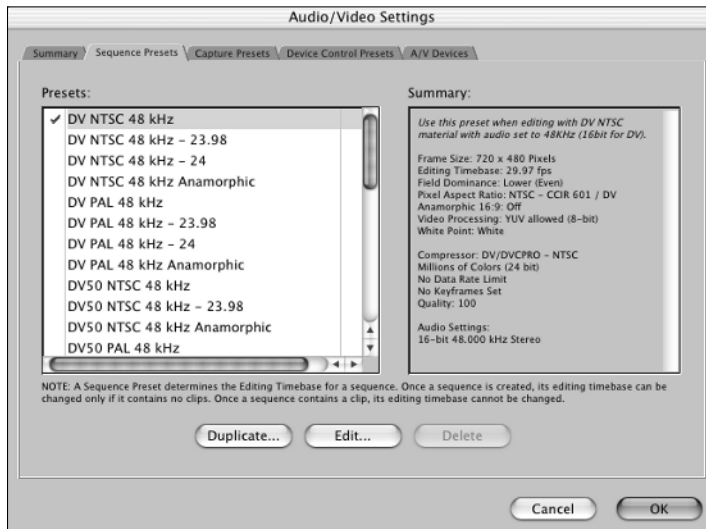 Audio/Video Settings
Summary
Sequence Presets
Capture Presets
Device Control Presets
A/V Devices
Presets:
✓ DV NTSC 48 kHz
DV NTSC 48 kHz - 23.98
DV NTSC 48 kHz - 24
DV NTSC 48 kHz Anamorphic
DV PAL 48 kHz
DV PAL 48 kHz - 23.98
DV PAL 48 kHz - 24
DV PAL 48 kHz Anamorphic
DV50 NTSC 48 kHz
DV50 NTSC 48 kHz - 23.98
DV50 NTSC 48 kHz Anamorphic
DV50 PAL 48 kHz
Summary:
Use this preset when editing with DV NTSC
material with audio set to 48KHz (16bit for DV).
Frame Size: 720 x 480 Pixels
Editing Timebase: 29.97 fps
Field Dominance: Lower (Even)
Pixel Aspect Ratio: NTSC - CCIR 601 / DV
Anamorphic 16:9: Off
Video Processing: YUV allowed (8-bit)
White Point: White
Compressor: DV/DVCPRO - NTSC
Millions of Colors (24 bit)
No Data Rate Limit
No Keyframes Set
Quality: 100
Audio Settings:
16-bit 48.000 kHz Stereo
NOTE: A Sequence Preset determines the Editing Timebase for a sequence. Once a sequence is created, its editing timebase can be
changed only if it contains no clips. Once a sequence contains a clip, its editing timebase cannot be changed.
Duplicate...
Edit...
Delete
Cancel
OK